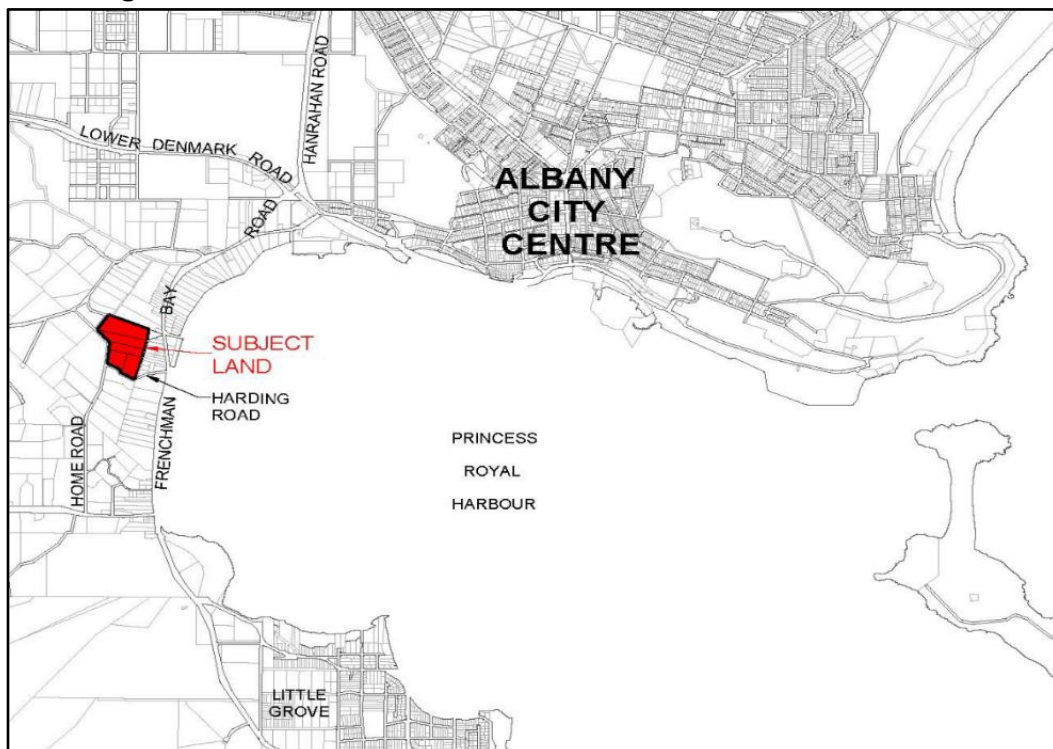 LOWER DENMARK ROAD
HANRAHAN ROAD
ALBANY
CITY
CENTRE
FRENCHMAN BAY ROAD
SUBJECT
LAND
HARDING
ROAD
HOME ROAD
PRINCESS
ROYAL
HARBOUR
LITTLE
GROVE